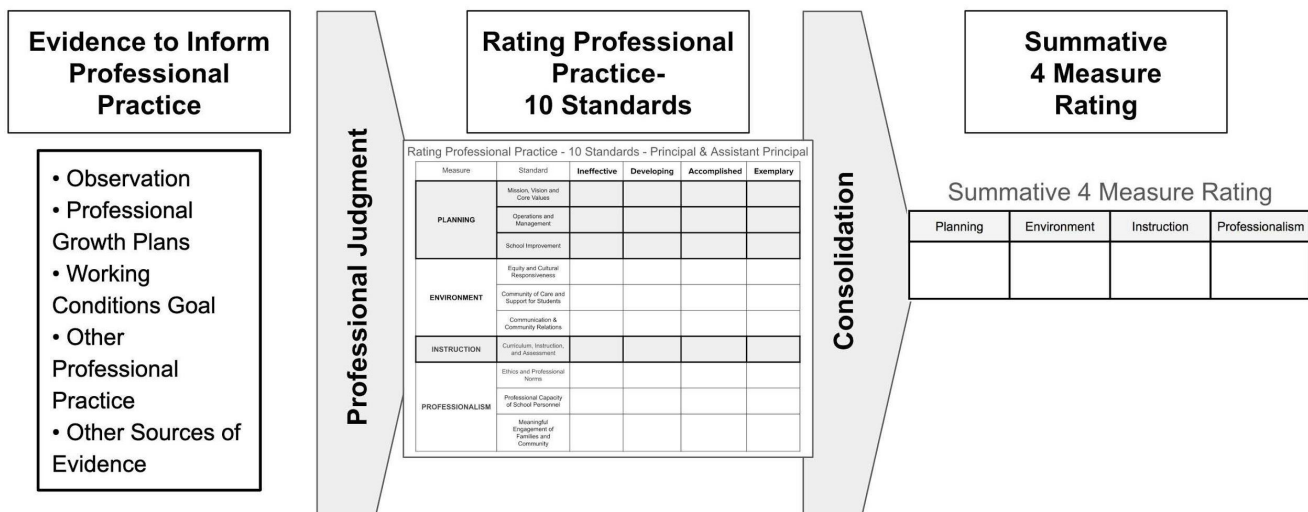 Evidence to Inform
Professional
Practice
• Observation
• Professional
Growth Plans
• Working
Conditions Goal
• Other
Professional
Practice
• Other Sources of
Evidence
Professional Judgment
Rating Professional
Practice-
10 Standards
Rating Professional Practice - 10 Standards - Principal & Assistant Principal
Measure Standard Ineffective Developing Accomplished Exemplary
PLANNING
Mission, Vision and
Core Values
Operations and
Management
School Improvement
ENVIRONMENT
Equity and Cultural
Responsiveness
Community of Care and
Support for Students
Communication &
Community Relations
INSTRUCTION
Curriculum, Instruction,
and Assessment
PROFESSIONALISM
Ethics and Professional
Norms
Professional Capacity
of School Personnel
Meaningful
Engagement of
Families and
Community
Consolidation
Summative
4 Measure
Rating
Summative 4 Measure Rating
Planning Environment Instruction Professionalism